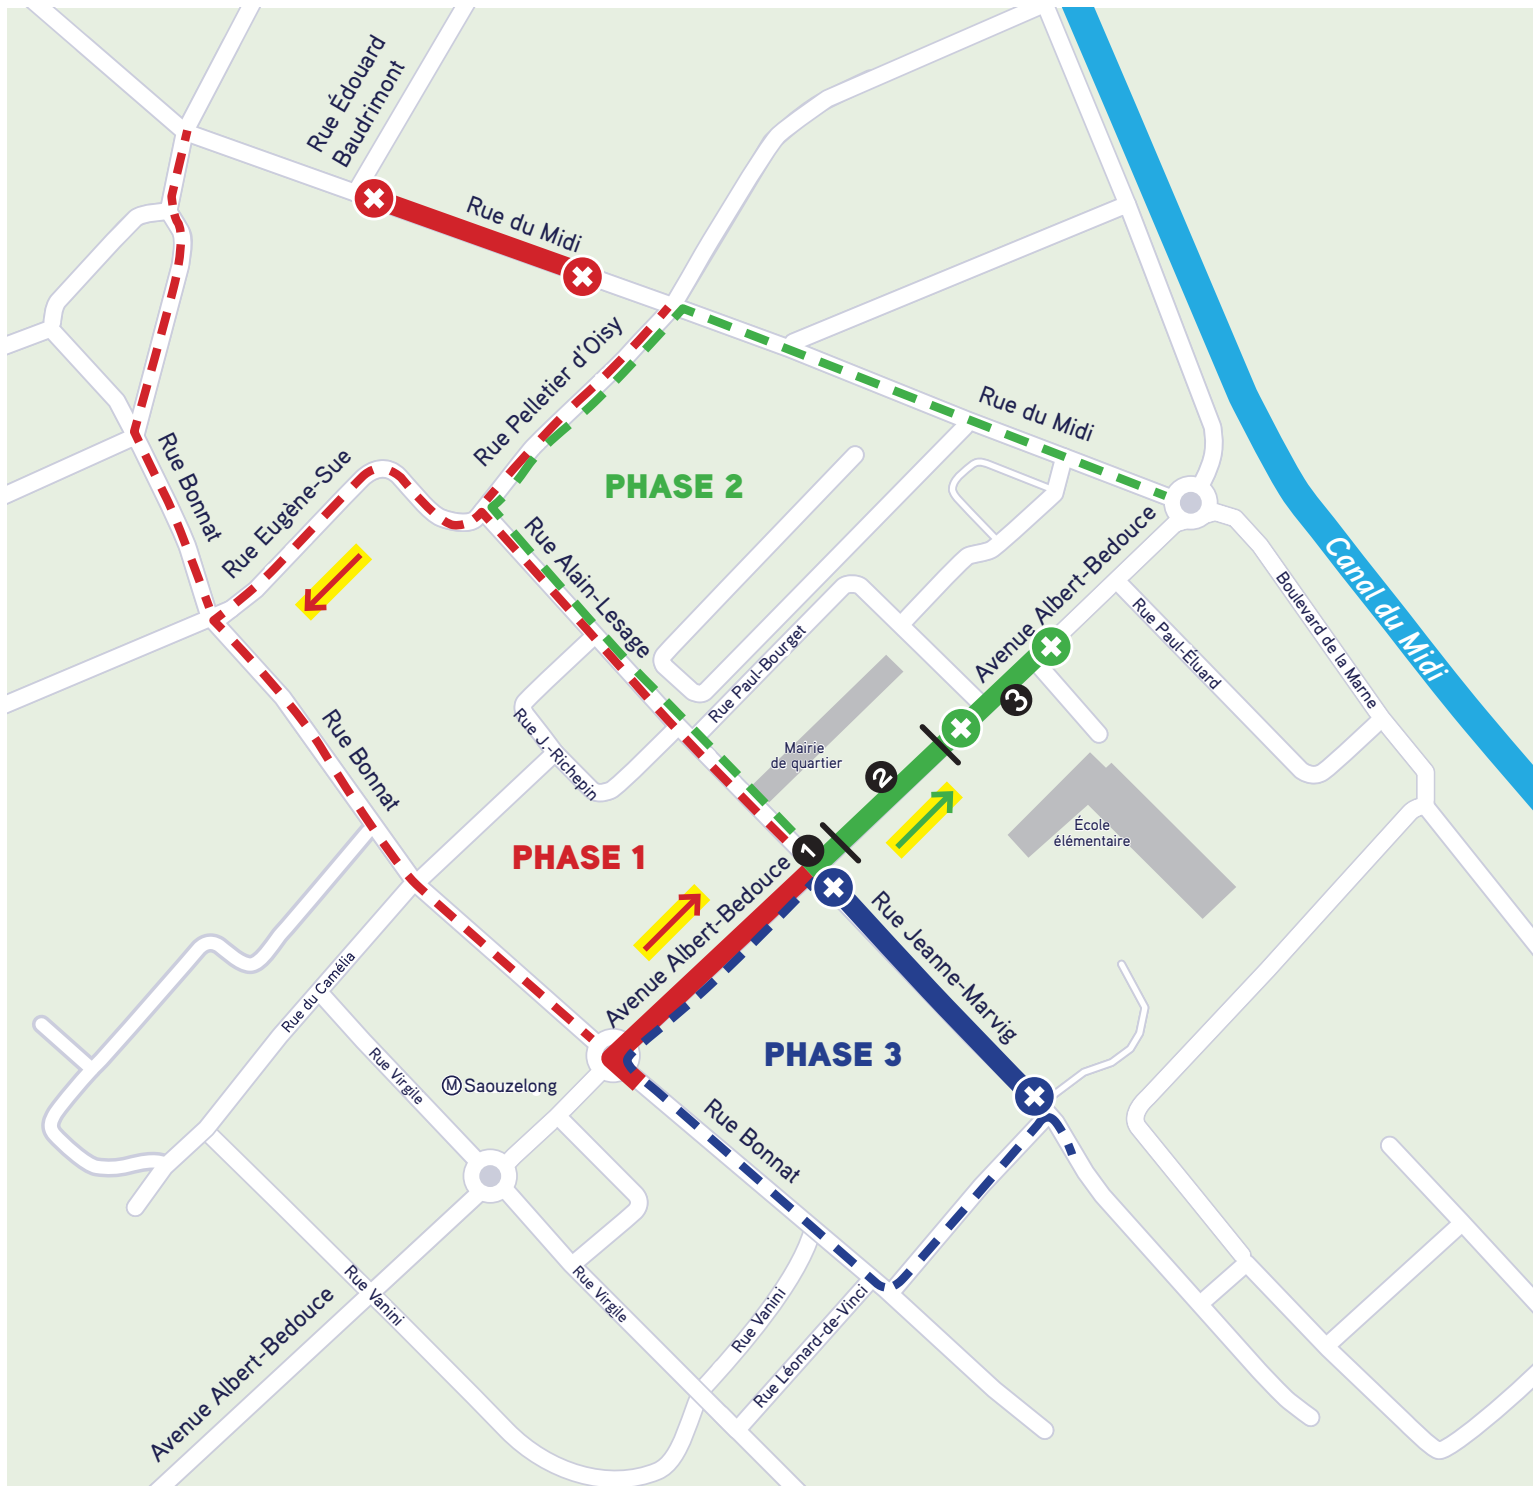 Rue Édouard
Baudrimont
Rue du Midi
Rue Pelletier d'Oisy
Rue du Midi
Rue Bonnat
Rue Eugène-Sue
PHASE 2
Rue Alain-Lesage
Avenue Albert-Bedouce
Canal du Midi
Boulevard de la Marne
Rue Paul-Éluard
Rue Paul-Bourget
3
Rue Bonnat
Rue J.-Richepin
Mairie
de quartier
2
École
élémentaire
PHASE 1
1
Avenue Albert-Bedouce
Rue Jeanne-Marvig
Rue du Camélia
PHASE 3
Rue Virgile
M Saouzelong
Rue Bonnat
Rue Vanini
Rue Virgile
Rue Vanini
Rue Léonard-de-Vinci
Avenue Albert-Bedouce